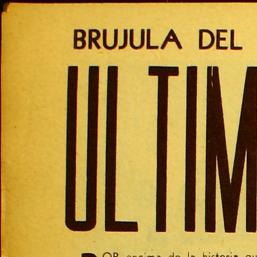 BRUJULA DEL
ULTIM
POR encima de la historia